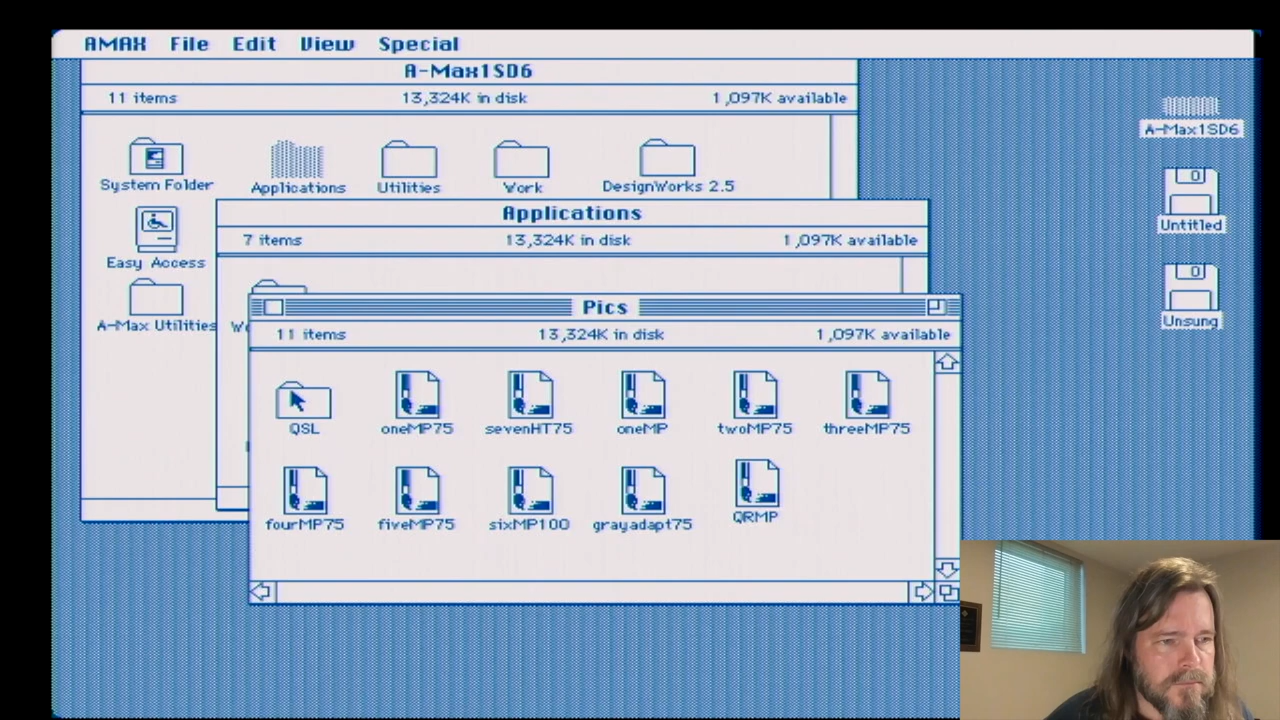 AMAX File Edit View Special
A-Max1SD6
11 items 13,324K in disk 1,097K available
System Folder Applications Utilities Work DesignWorks 2.5
Easy Access
A-Max Utilities
Applications
7 items 13,324K in disk 1,097K available
Pics
11 items 13,324K in disk 1,097K available
QSL oneMP75 sevenHT75 oneMP twoMP75 threeMP75
fourMP75 fiveMP75 sixMP100 grayadapt75 QRMP
A-Max1SD6
Untitled
Unsung